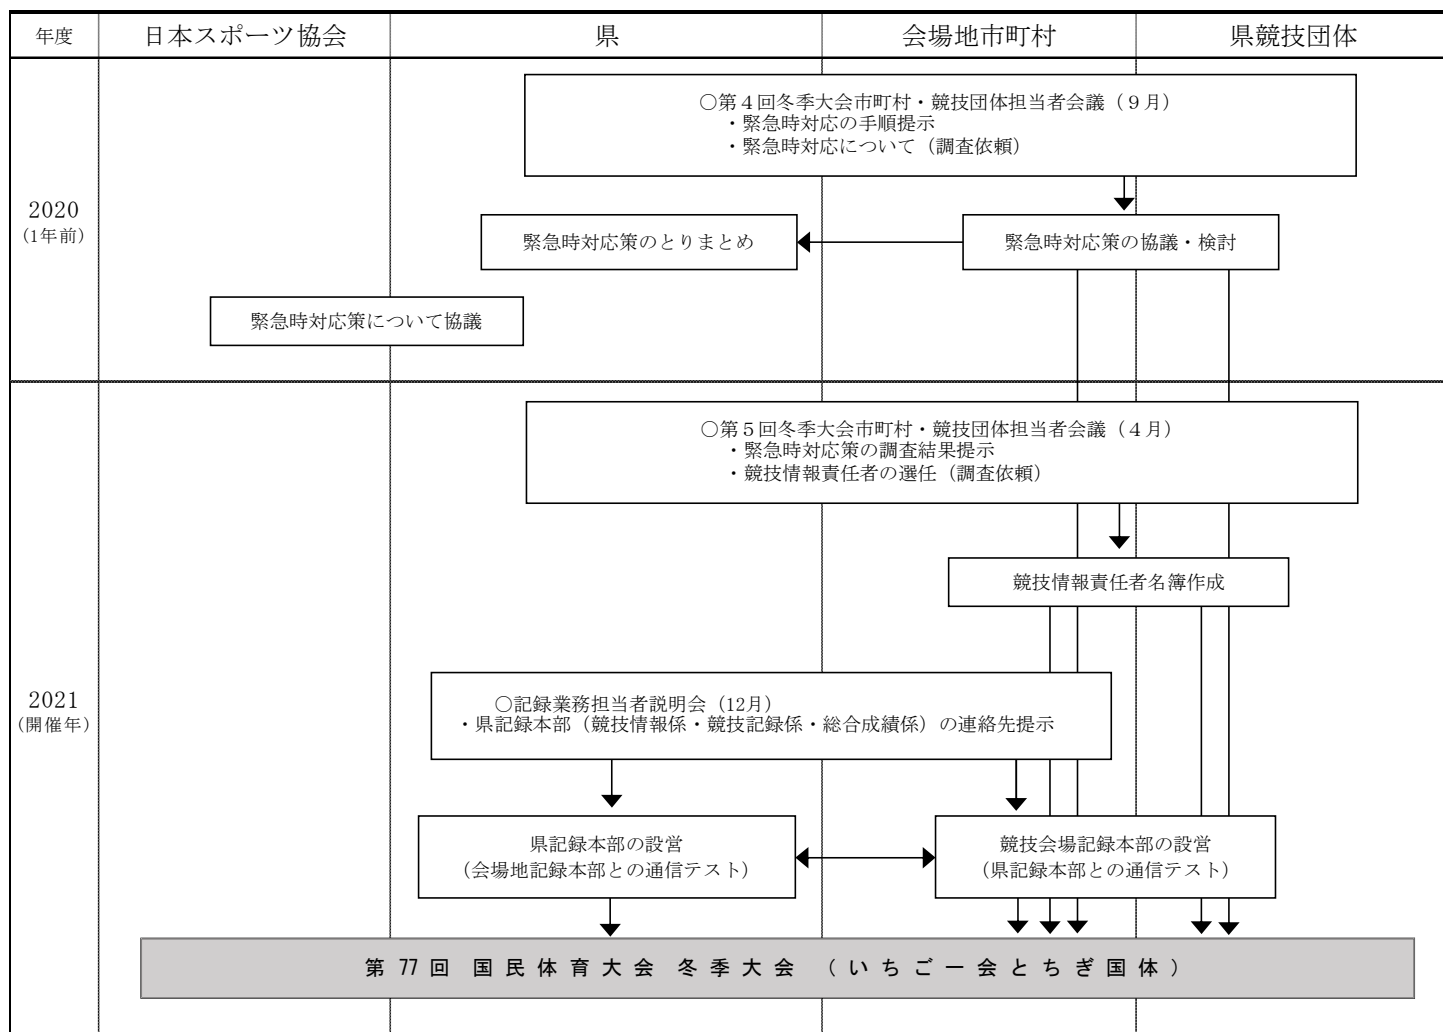 年度 日本スポーツ協会 県 会場地市町村 県競技団体
○第４回冬季大会市町村・競技団体担当者会議（９月）
・緊急時対応の手順提示
・緊急時対応について（調査依頼）
2020
(1年前)
緊急時対応策のとりまとめ
緊急時対応策の協議・検討
緊急時対応策について協議
○第５回冬季大会市町村・競技団体担当者会議（４月）
・緊急時対応策の調査結果提示
・競技情報責任者の選任（調査依頼）
競技情報責任者名簿作成
2021
(開催年)
○記録業務担当者説明会（12月）
・県記録本部（競技情報係・競技記録係・総合成績係）の連絡先提示
県記録本部の設営
（会場地記録本部との通信テスト）
競技会場記録本部の設営
（県記録本部との通信テスト）
第 77 回 国民体育大会 冬季大会 （いちご一会とちぎ国体）